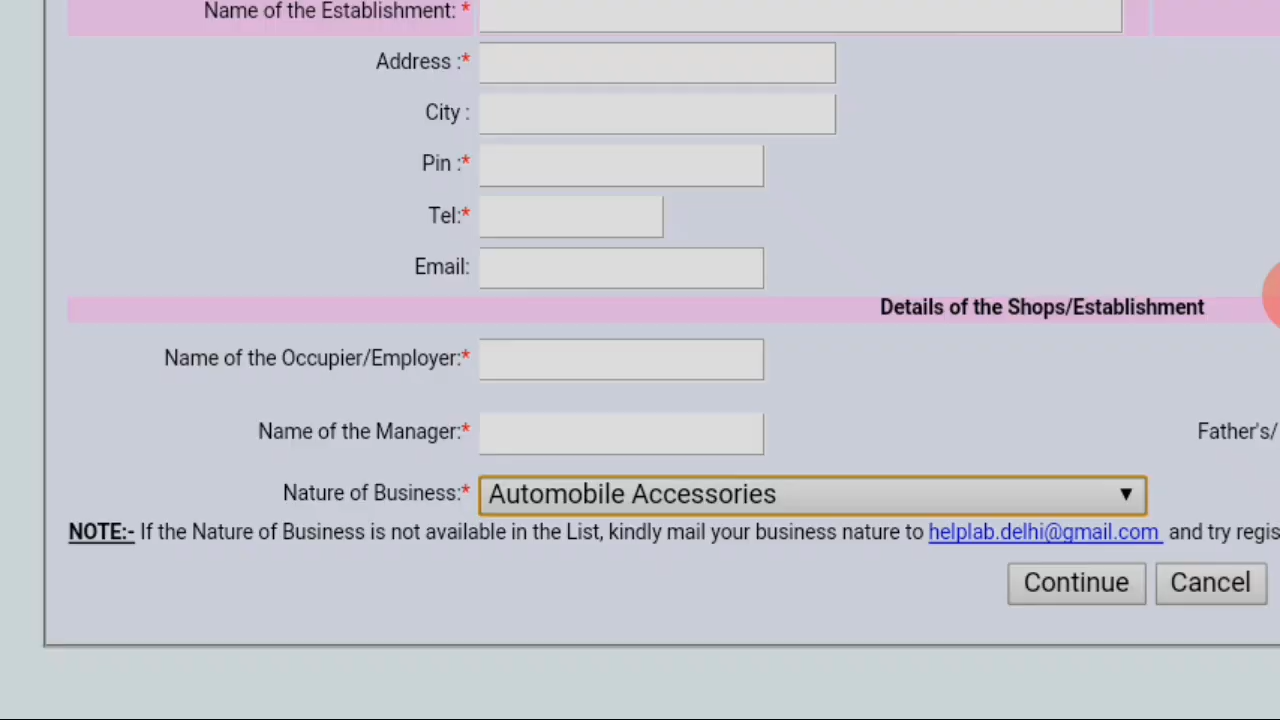 Name of the Establishment: *
Address :*
City :
Pin :*
Tel:*
Email:
Details of the Shops/Establishment
Name of the Occupier/Employer:*
Name of the Manager:* Father's/
Nature of Business:* Automobile Accessories ▼
NOTE:- If the Nature of Business is not available in the List, kindly mail your business nature to helplab.delhi@gmail.com and try regis
Continue Cancel